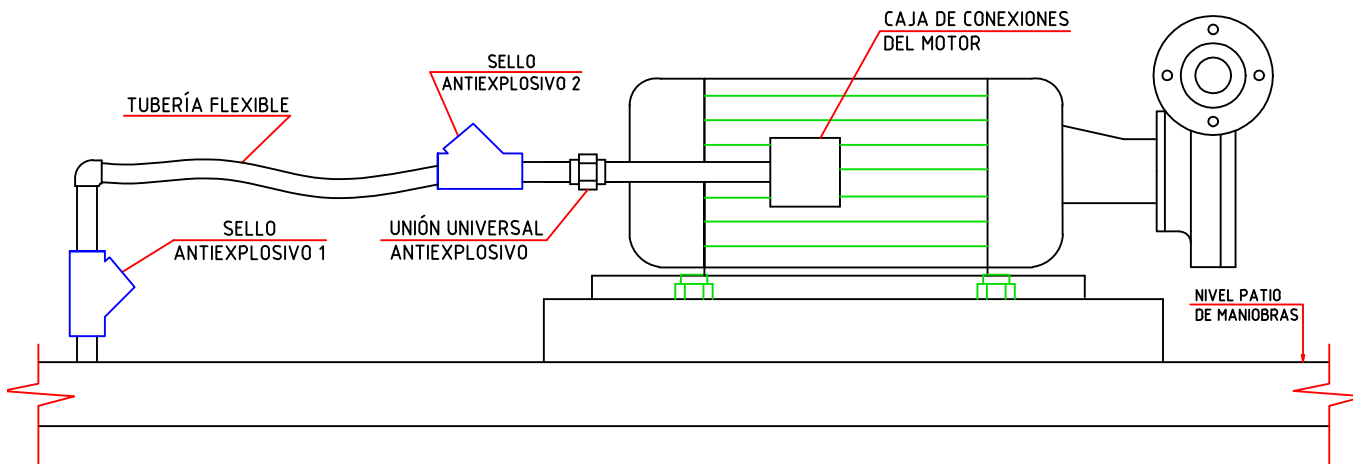 CAJA DE CONEXIONES
DEL MOTOR
SELLO
ANTIEXPLOSIVO 2
TUBERÍA FLEXIBLE
SELLO
ANTIEXPLOSIVO 1
UNIÓN UNIVERSAL
ANTIEXPLOSIVO
NIVEL PATIO
DE MANIOBRAS